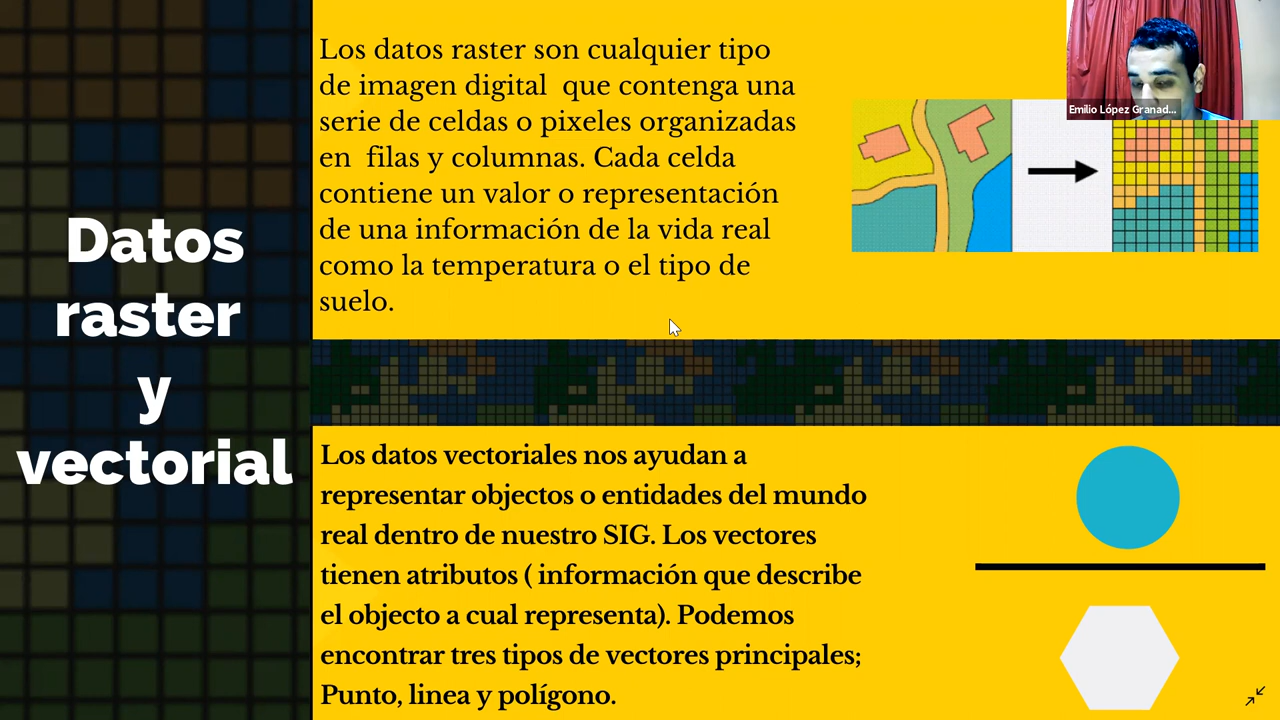 Datos
raster
y
vectorial
Los datos raster son cualquier tipo
de imagen digital  que contenga una
serie de celdas o pixeles organizadas
en  filas y columnas. Cada celda
contiene un valor o representación
de una información de la vida real
como la temperatura o el tipo de
suelo.
Emilio López Granad...
Los datos vectoriales nos ayudan a
representar objectos o entidades del mundo
real dentro de nuestro SIG. Los vectores
tienen atributos ( información que describe
el objecto a cual representa). Podemos
encontrar tres tipos de vectores principales;
Punto, linea y polígono.